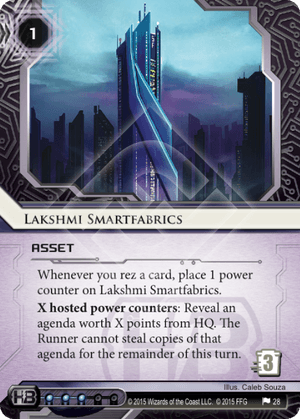 1
LAKSHMI SMARTFABRICS
ASSET
Whenever you rez a card, place 1 power
counter on Lakshmi Smartfabrics.
X hosted power counters: Reveal an
agenda worth X points from HQ. The
Runner cannot steal copies of that
agenda for the remainder of this turn.
3
Illus. Caleb Souza
HB
© 2015 Wizards of the Coast LLC. © 2015 FFG
28